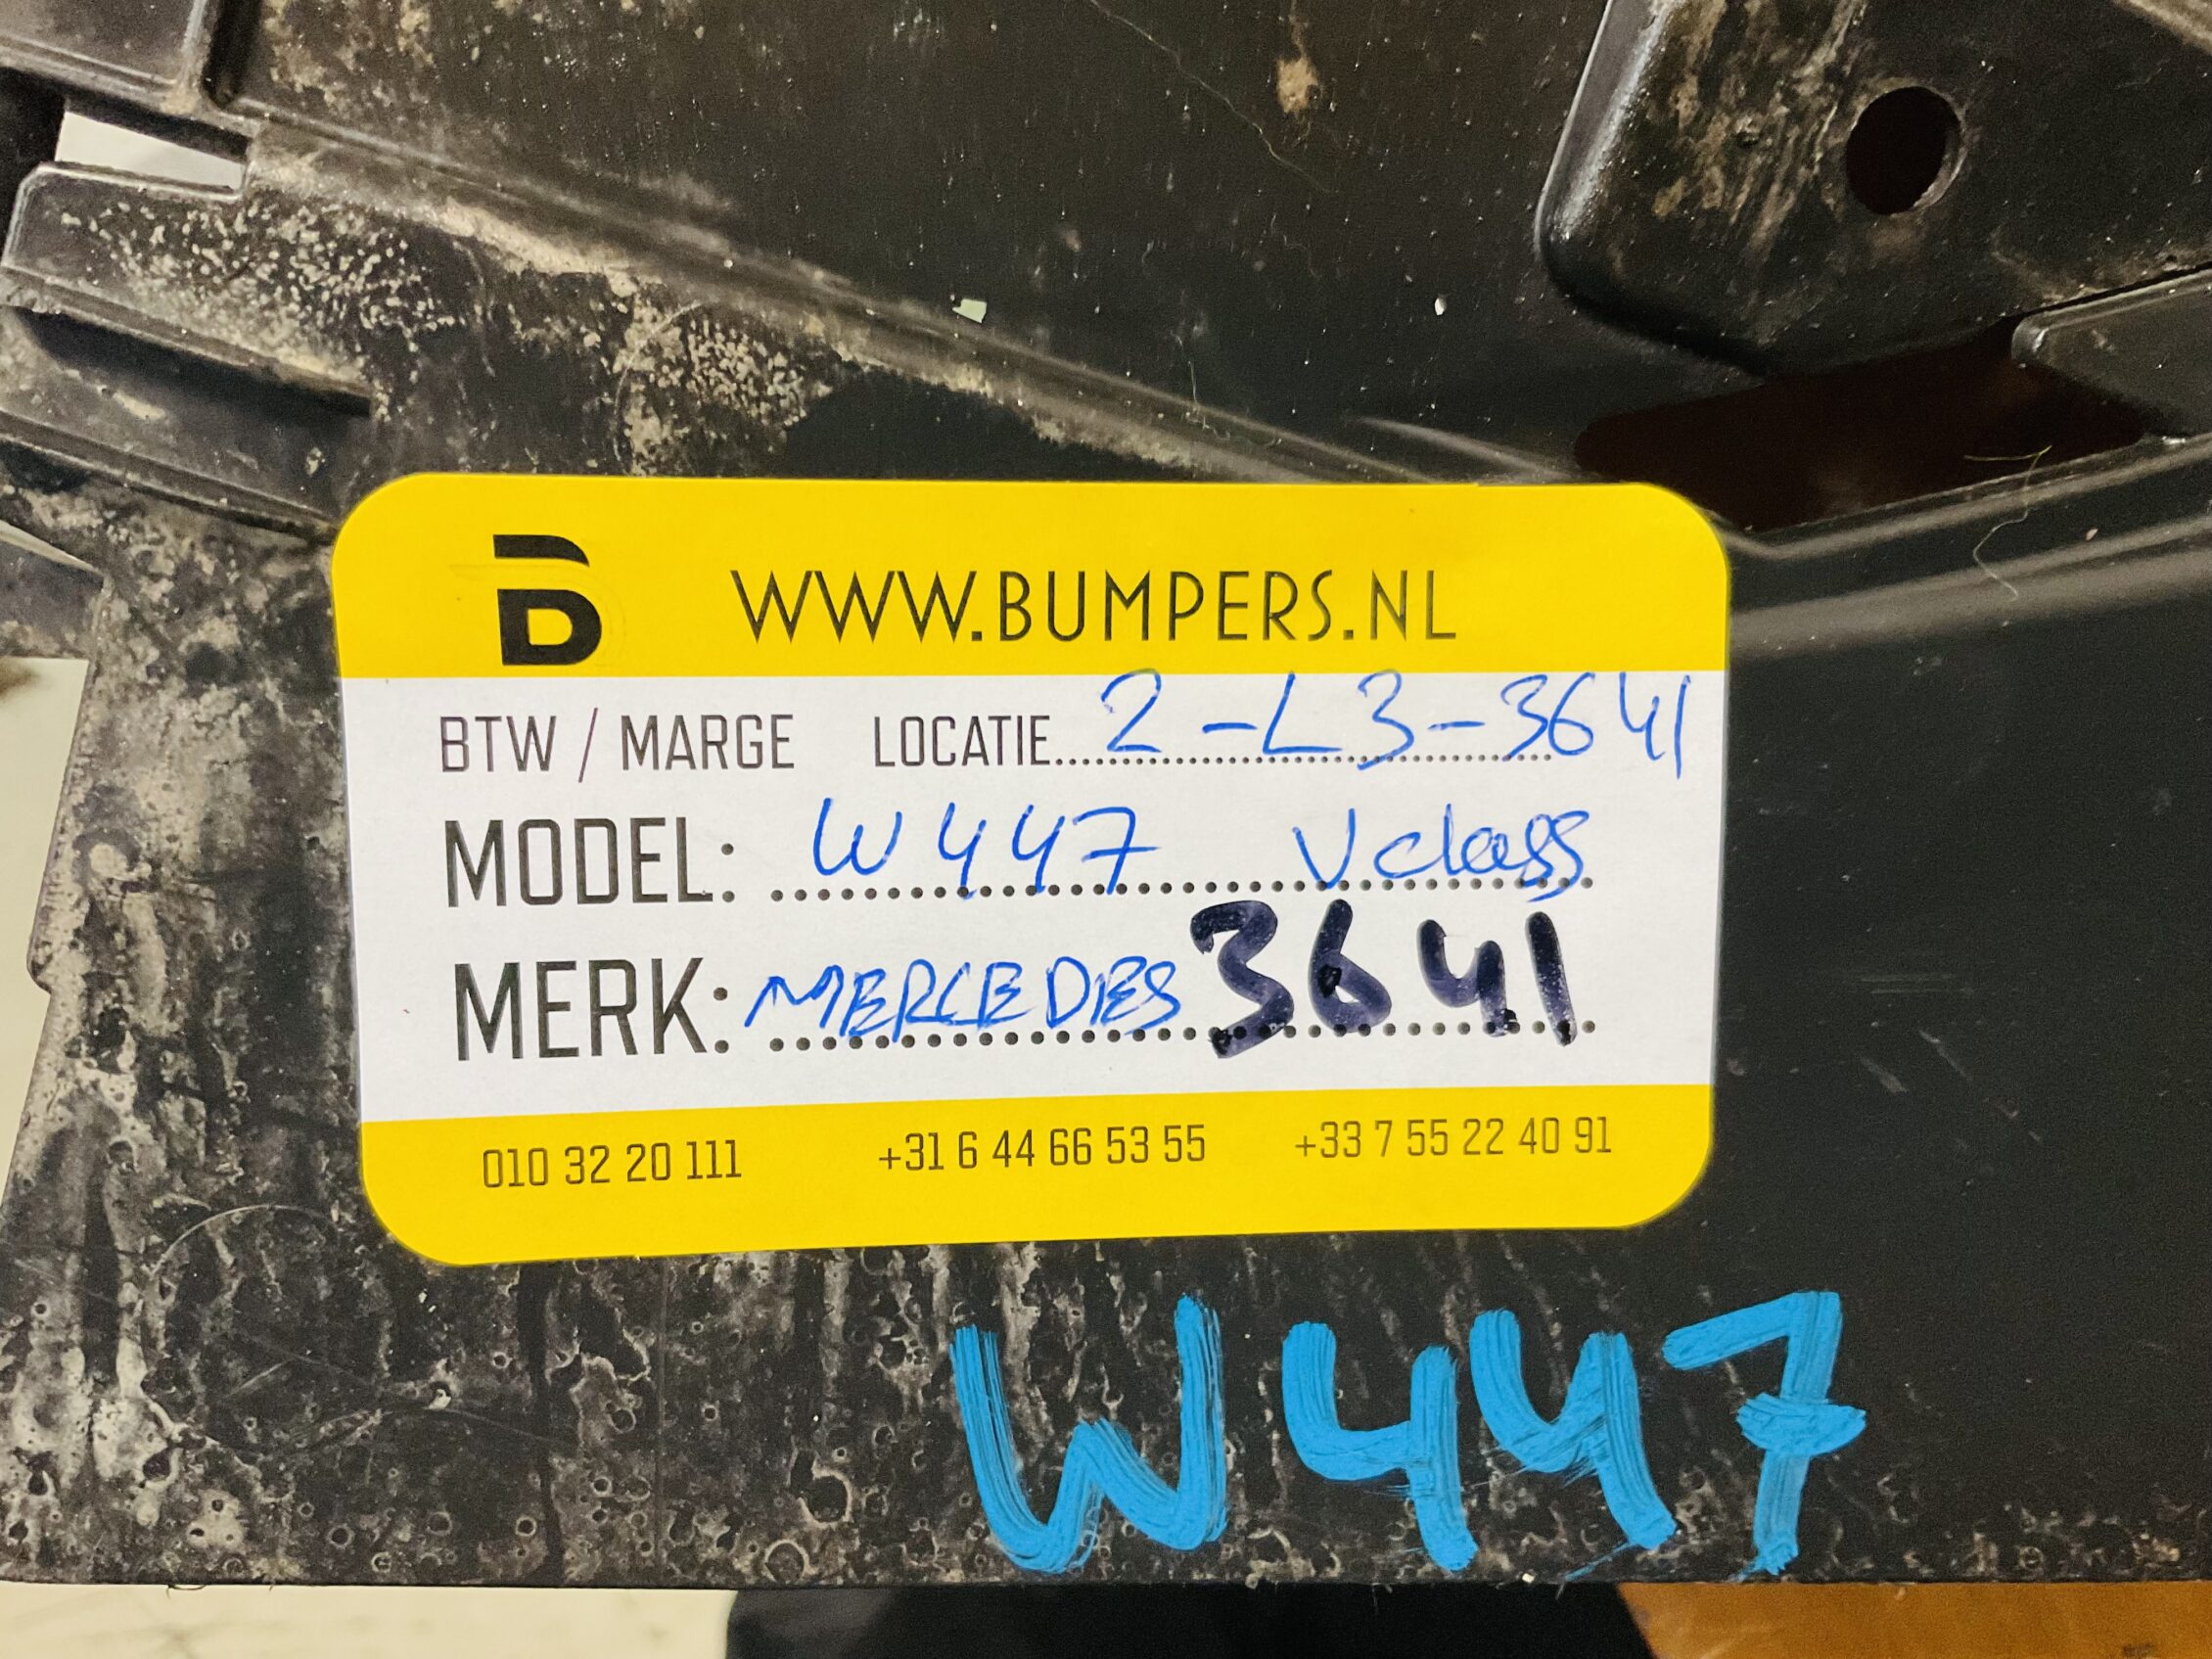 B WWW.BUMPERS.NL
BTW / MARGE LOCATIE 2-L3-3641
MODEL: W447 Vclass
MERK: MERCEDES 3641
010 32 20 111 +31 6 44 66 53 55 +33 7 55 22 40 91
W447